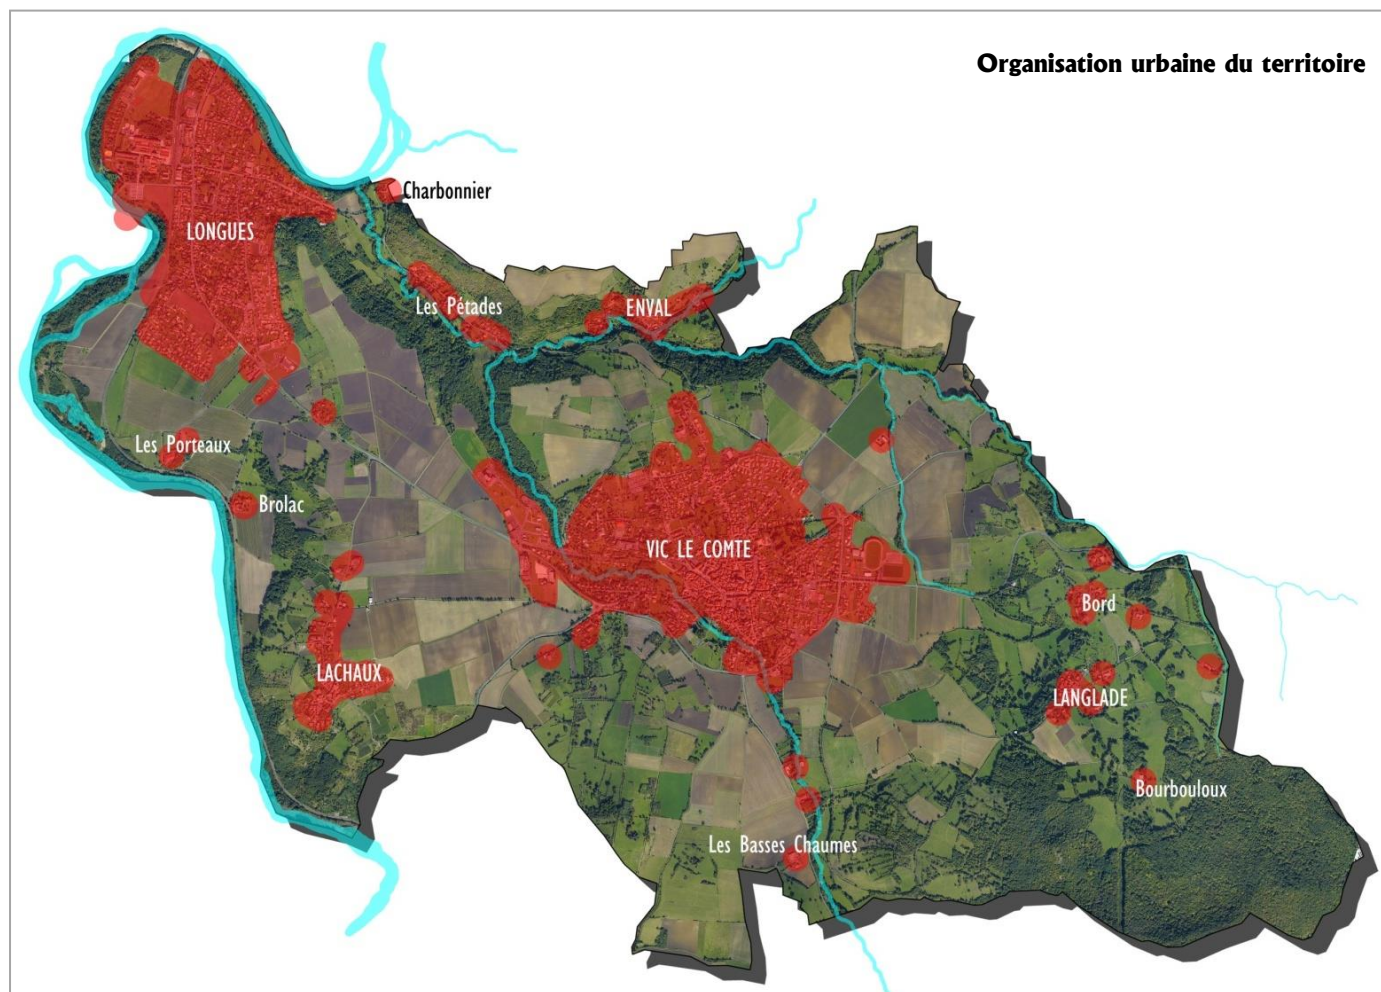 Organisation urbaine du territoire
Charbonnier
LONGUES
Les Pétades
ENVAL
Les Porteaux
Brolac
VIC LE COMTE
Bord
LACHAUX
LANGLADE
Bourbouloux
Les Basses Chaumes